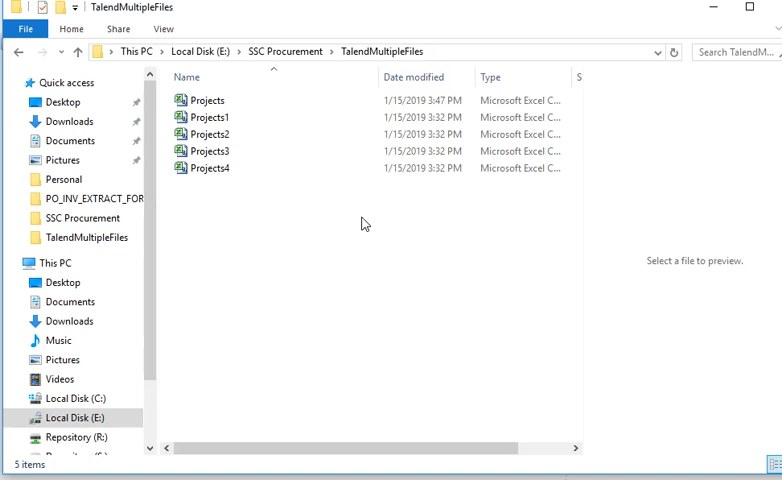 TalendMultipleFiles
File Home Share View
This PC Local Disk (E:) SSC Procurement TalendMultipleFiles Search TalendM...
Name Date modified Type S
Quick access
Desktop
Downloads
Documents
Pictures
Personal
PO_INV_EXTRACT_FOR
SSC Procurement
TalendMultipleFiles
This PC
Desktop
Documents
Downloads
Music
Pictures
Videos
Local Disk (C:)
Local Disk (E:)
Repository (R:)
Projects 1/15/2019 3:47 PM Microsoft Excel C...
Projects1 1/15/2019 3:32 PM Microsoft Excel C...
Projects2 1/15/2019 3:32 PM Microsoft Excel C...
Projects3 1/15/2019 3:32 PM Microsoft Excel C...
Projects4 1/15/2019 3:32 PM Microsoft Excel C...
Select a file to preview.
5 items